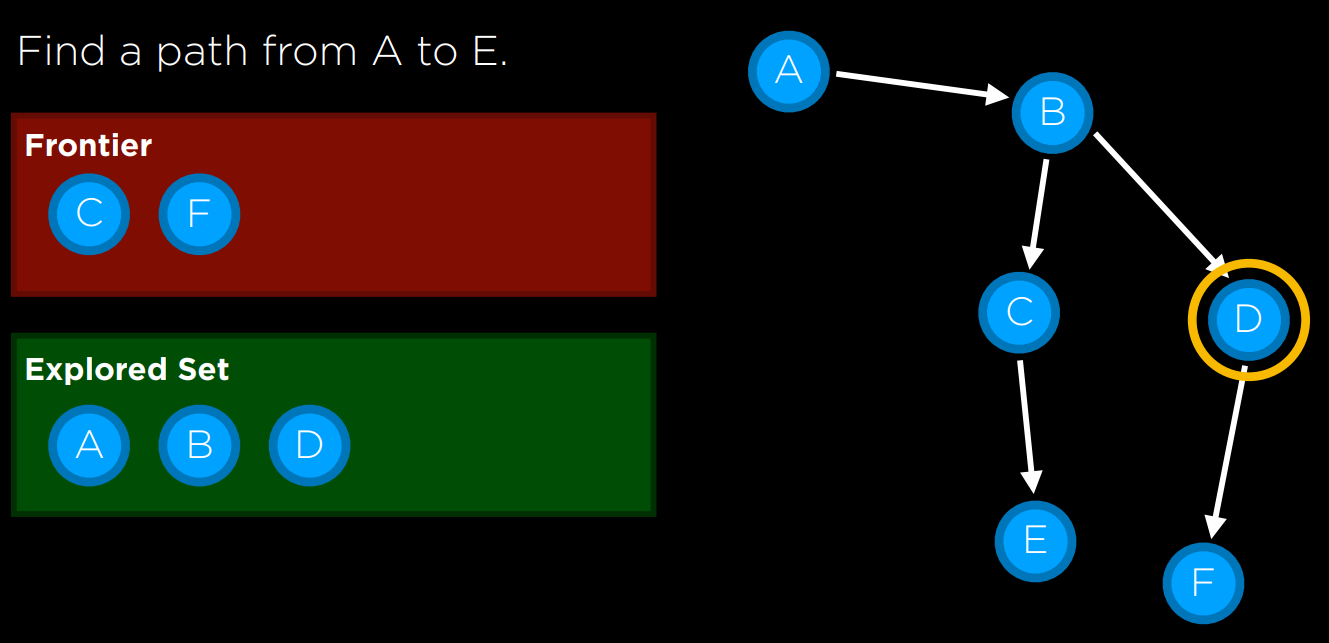 Find a path from A to E.
Frontier
C F
Explored Set
A B D
A
B
C
D
E
F